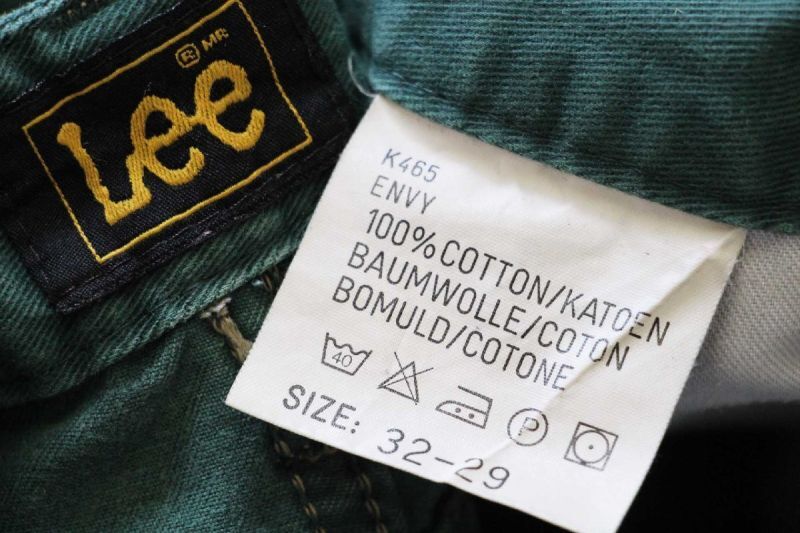 ® MR
Lee
K465
ENVY
100% COTTON/KATOEN
BAUMWOLLE/COTON
BOMULD/COTONE
40 P
SIZE: 32-29